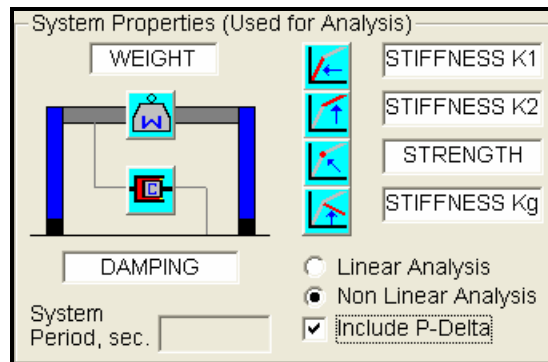 System Properties (Used for Analysis)
WEIGHT
W
C
DAMPING
System
Period, sec.
STIFFNESS K1
STIFFNESS K2
STRENGTH
STIFFNESS Kg
Linear Analysis
Non Linear Analysis
Include P-Delta